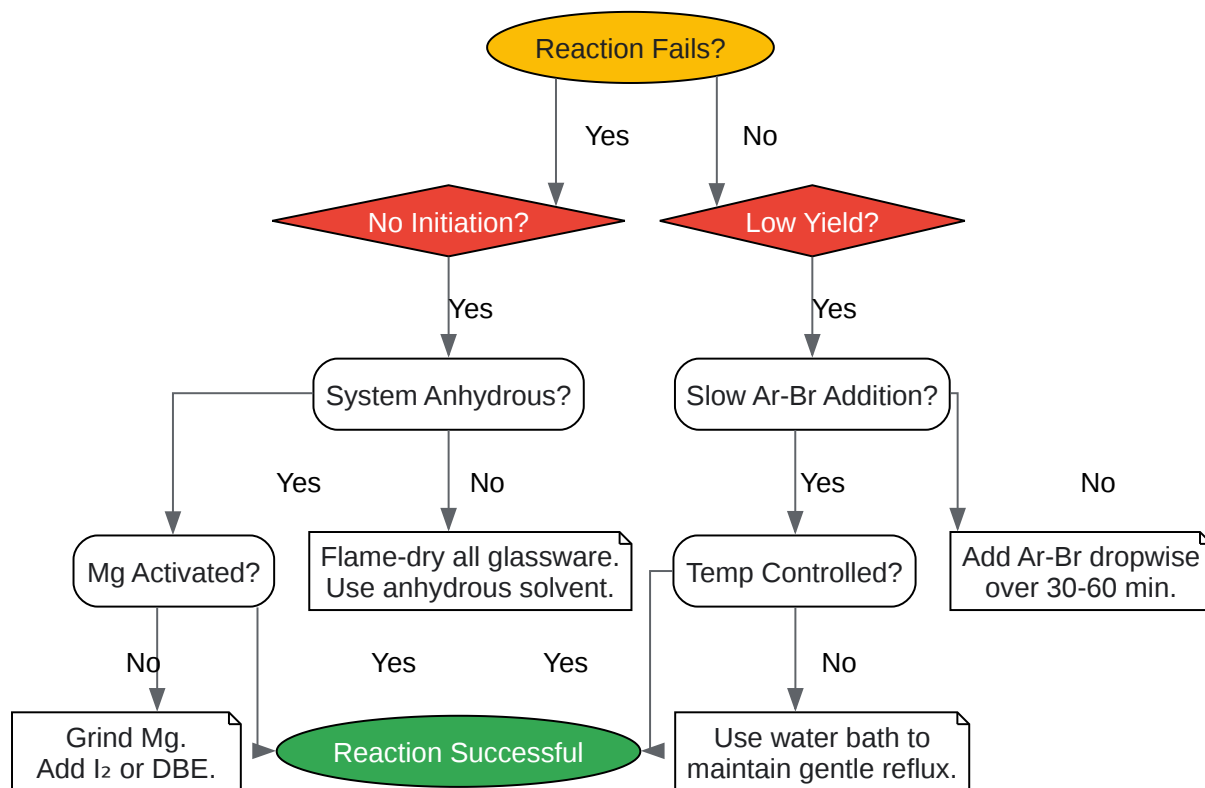 Reaction Fails?
Yes
No
No Initiation?
Low Yield?
Yes
Yes
System Anhydrous?
Slow Ar-Br Addition?
Yes
No
Yes
No
Mg Activated?
Flame-dry all glassware.
Use anhydrous solvent.
Temp Controlled?
Add Ar-Br dropwise
over 30-60 min.
No
Yes
Yes
No
Grind Mg.
Add I₂ or DBE.
Reaction Successful
Use water bath to
maintain gentle reflux.